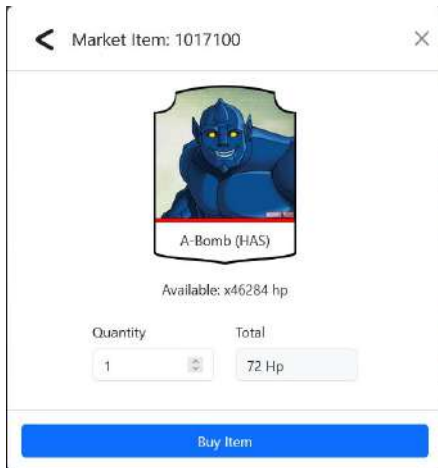 Market Item: 1017100
A-Bomb (HAS)
Available: x46284 hp
Quantity Total
1 72 Hp
Buy Item